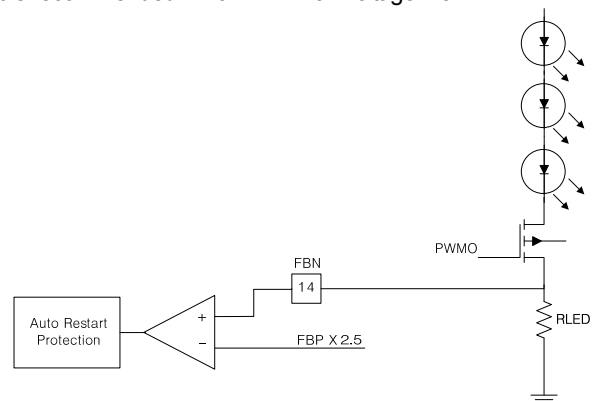 PWMO
FBN
14
RLED
Auto Restart
Protection
+
−
FBP X 2.5